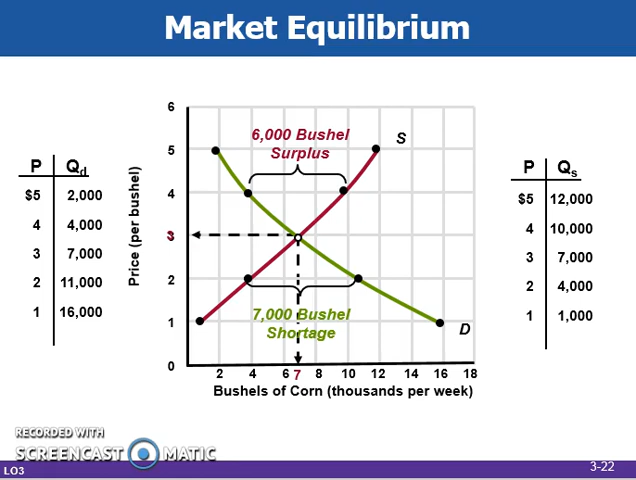 Market Equilibrium
P Qd
$5 2,000
4 4,000
3 7,000
2 11,000
1 16,000
Price (per bushel)
6
5
4
3
2
1
0
6,000 Bushel
Surplus
S
7,000 Bushel
Shortage
D
2 4 6 7 8 10 12 14 16 18
Bushels of Corn (thousands per week)
P Qs
$5 12,000
4 10,000
3 7,000
2 4,000
1 1,000
RECORDED WITH
SCREENCAST MATIC
LO3
3-22